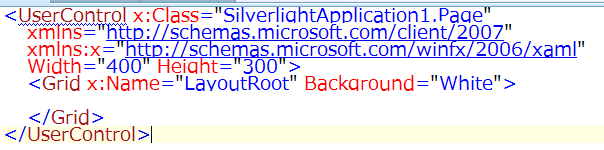 <UserControl x:Class="SilverlightApplication1.Page"
xmlns="http://schemas.microsoft.com/client/2007"
xmlns:x="http://schemas.microsoft.com/winfx/2006/xaml"
Width="400" Height="300">
<Grid x:Name="LayoutRoot" Background="White">
</Grid>
</UserControl>